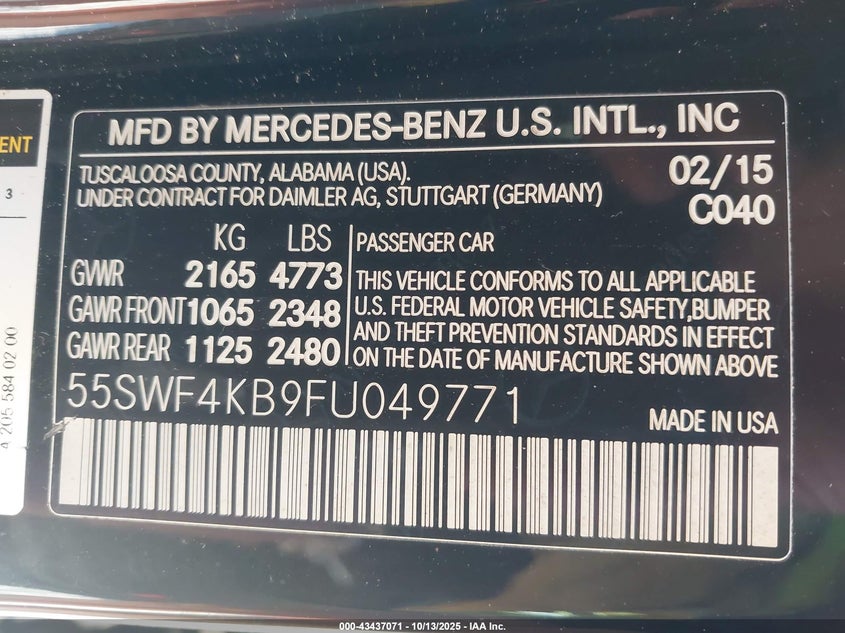 ENT
3
4 205 584 02 00
MFD BY MERCEDES-BENZ U.S. INTL., INC
TUSCALOOSA COUNTY, ALABAMA (USA).
UNDER CONTRACT FOR DAIMLER AG, STUTTGART (GERMANY)
02/15
C040
KG LBS
GVWR 2165 4773
GAWR FRONT 1065 2348
GAWR REAR 1125 2480
PASSENGER CAR
THIS VEHICLE CONFORMS TO ALL APPLICABLE
U.S. FEDERAL MOTOR VEHICLE SAFETY,BUMPER
AND THEFT PREVENTION STANDARDS IN EFFECT
ON THE DATE OF MANUFACTURE SHOWN ABOVE
55SWF4KB9FU049771
MADE IN USA
000-43437071 - 10/13/2025 - IAA Inc.